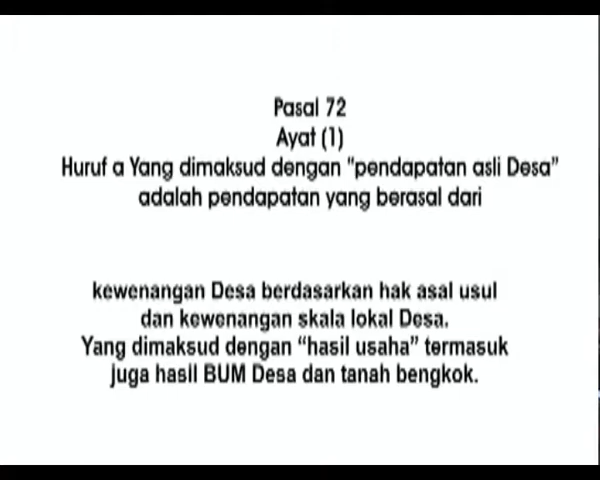 Pasal 72
Ayat (1)
Huruf a Yang dimaksud dengan "pendapatan asli Desa"
adalah pendapatan yang berasal dari
kewenangan Desa berdasarkan hak asal usul
dan kewenangan skala lokal Desa.
Yang dimaksud dengan "hasil usaha" termasuk
juga hasil BUM Desa dan tanah bengkok.